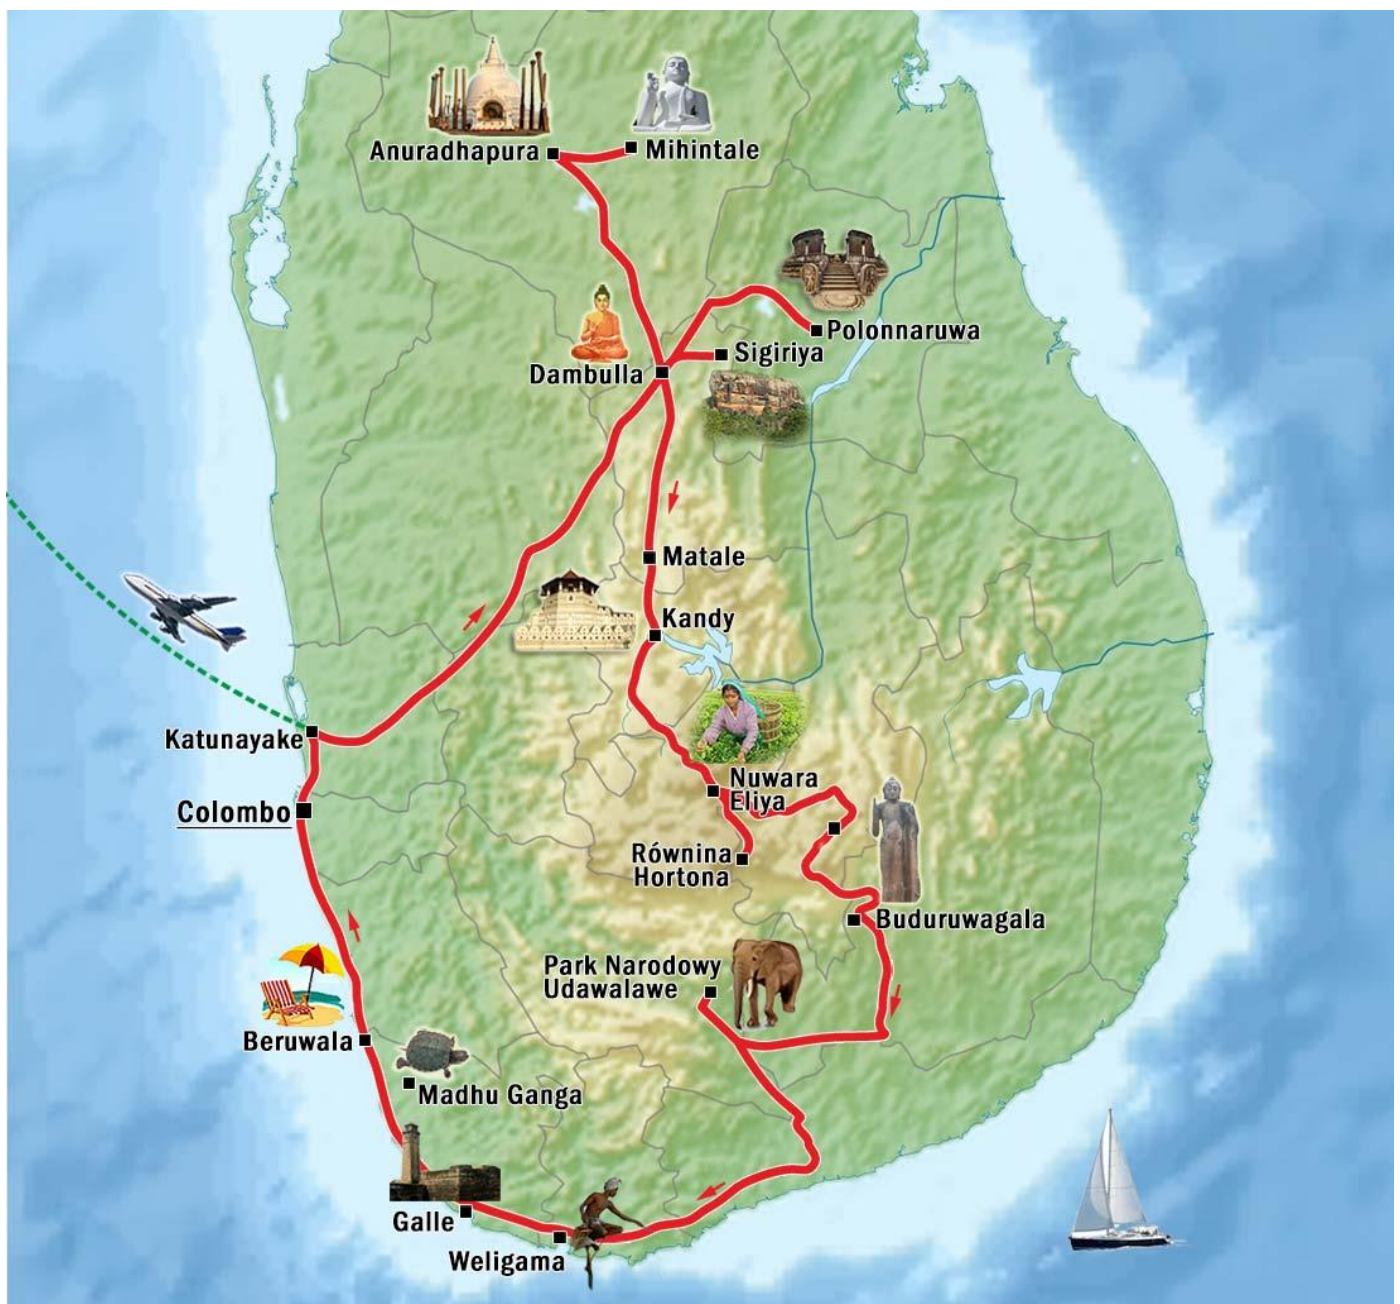 Anuradhapura
Mihintale
Polonnaruwa
Sigiriya
Dambulla
Matale
Kandy
Katunayake
Nuwara
Eliya
Colombo
Równina
Hortona
Buduruwagala
Park Narodowy
Udawalawe
Beruwala
Madhu Ganga
Galle
Weligama